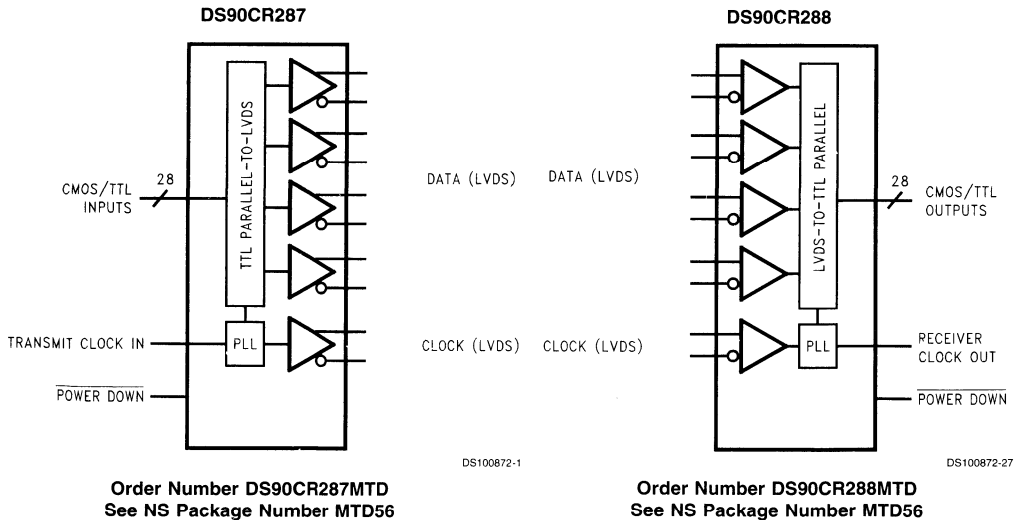 DS90CR287
TTL PARALLEL-TO-LVDS
CMOS/TTL
INPUTS
28
DATA (LVDS)
TRANSMIT CLOCK IN
PLL
CLOCK (LVDS)
POWER DOWN
DS100872-1
Order Number DS90CR287MTD
See NS Package Number MTD56
DS90CR288
DATA (LVDS)
LVDS-TO-TTL PARALLEL
28
CMOS/TTL
OUTPUTS
CLOCK (LVDS)
PLL
RECEIVER
CLOCK OUT
POWER DOWN
DS100872-27
Order Number DS90CR288MTD
See NS Package Number MTD56